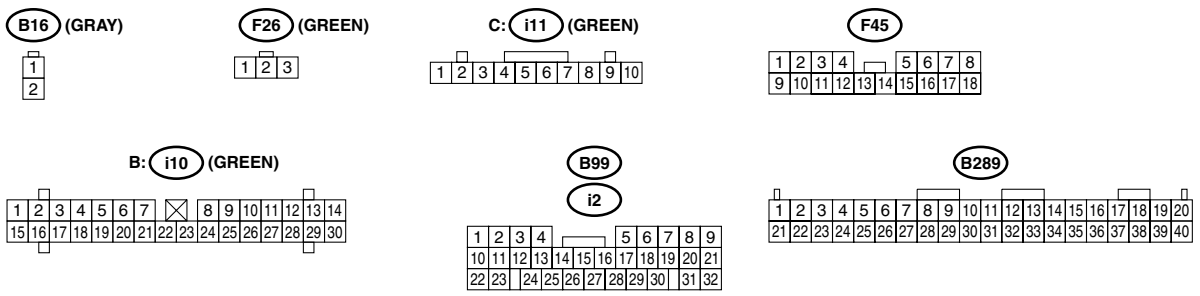 B16 (GRAY)
F26 (GREEN)
C: i11 (GREEN)
F45
1
2
1 2 3
1 2 3 4 5 6 7 8 9 10
1 2 3 4 5 6 7 8
9 10 11 12 13 14 15 16 17 18
B: i10 (GREEN)
B99
i2
B289
1 2 3 4 5 6 7 8 9 10 11 12 13 14
15 16 17 18 19 20 21 22 23 24 25 26 27 28 29 30
1 2 3 4 5 6 7 8 9
10 11 12 13 14 15 16 17 18 19 20 21
22 23 24 25 26 27 28 29 30 31 32
1 2 3 4 5 6 7 8 9 10 11 12 13 14 15 16 17 18 19 20
21 22 23 24 25 26 27 28 29 30 31 32 33 34 35 36 37 38 39 40